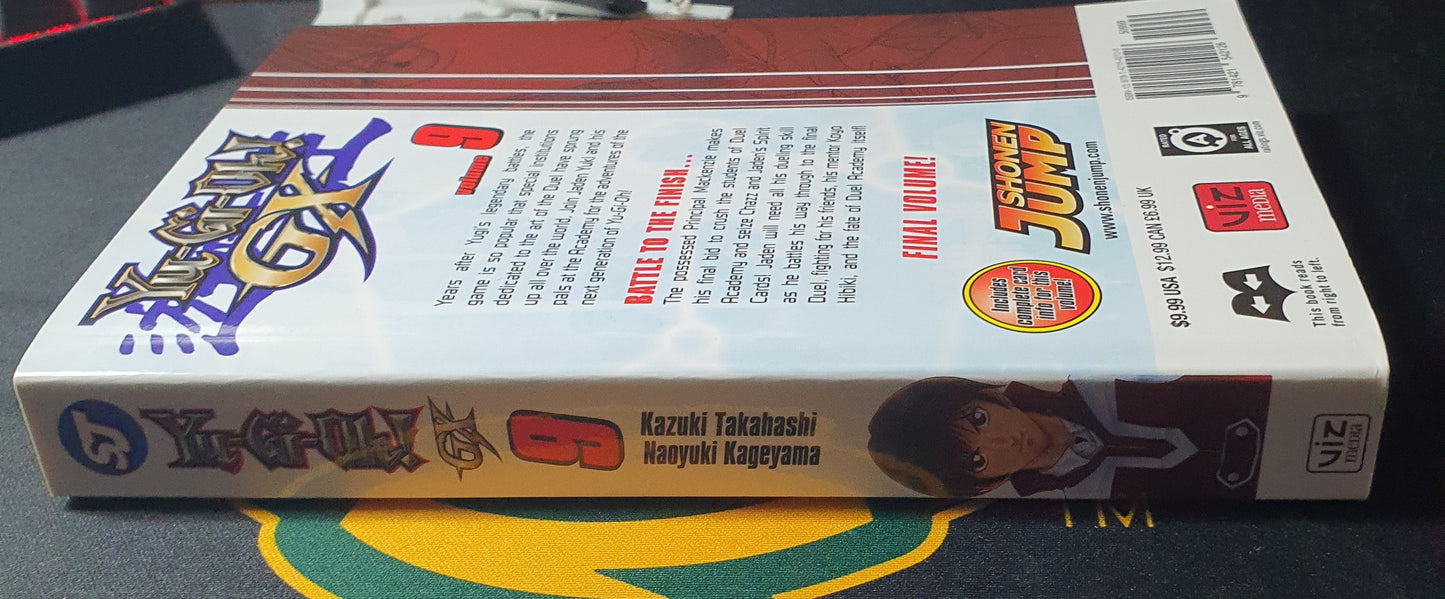 Yu-Gi-Oh!
GX
volume 9
Years after Yugi's legendary battles, the
game is so popular that special institutions
dedicated to the art of the Duel have sprung
up all over the world. Join Jaden Yuki and his
pals at the Academy for the adventures of the
next generation of Yu-Gi-Oh!
BATTLE TO THE FINISH...
The possessed Principal Mackenzie makes
his final bid to crush the students of Duel
Academy and seize Chazz and Jaden's Spirit
Cards! Jaden will need all his dueling skill
as he battles his way through to the final
Duel, fighting for his friends, his mentor Koyo
Hibiki, and the fate of Duel Academy itself!
FINAL VOLUME!
SHONEN
JUMP
www.shonenjump.com
Includes
complete card
info for this
volume!
$9.99 USA $12.99 CAN £6.99 UK
RATED
A
ALL
AGES
viz
media
This book reads
from right to left.
SJ
Yu-Gi-Oh!
GX
9
Kazuki Takahashi
Naoyuki Kageyama
viz
media
TM